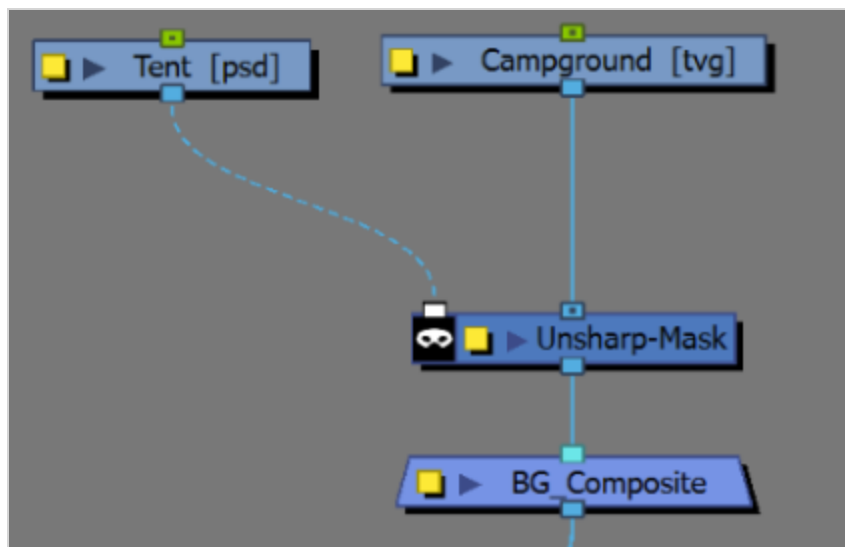 Tent [psd]
Campground [tvg]
Unsharp-Mask
BG_Composite